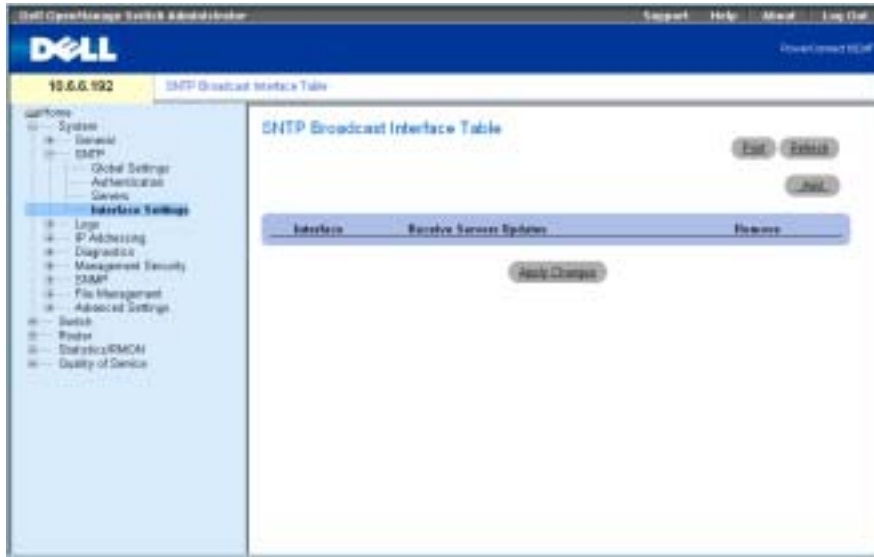 Dell OpenManage Switch Administrator
Support Help About Log Out
DELL
10.6.6.192
SNTP Broadcast Interface Table
Home
System
General
SNTP
Global Settings
Authentication
Servers
Interface Settings
Logs
IP Addressing
Diagnostics
Management Security
SNMP
File Management
Advanced Settings
Switch
Router
Statistics/RMON
Quality of Service
SNTP Broadcast Interface Table
Print Refresh
Add
Interface Receive Servers Updates Remove
Apply Changes